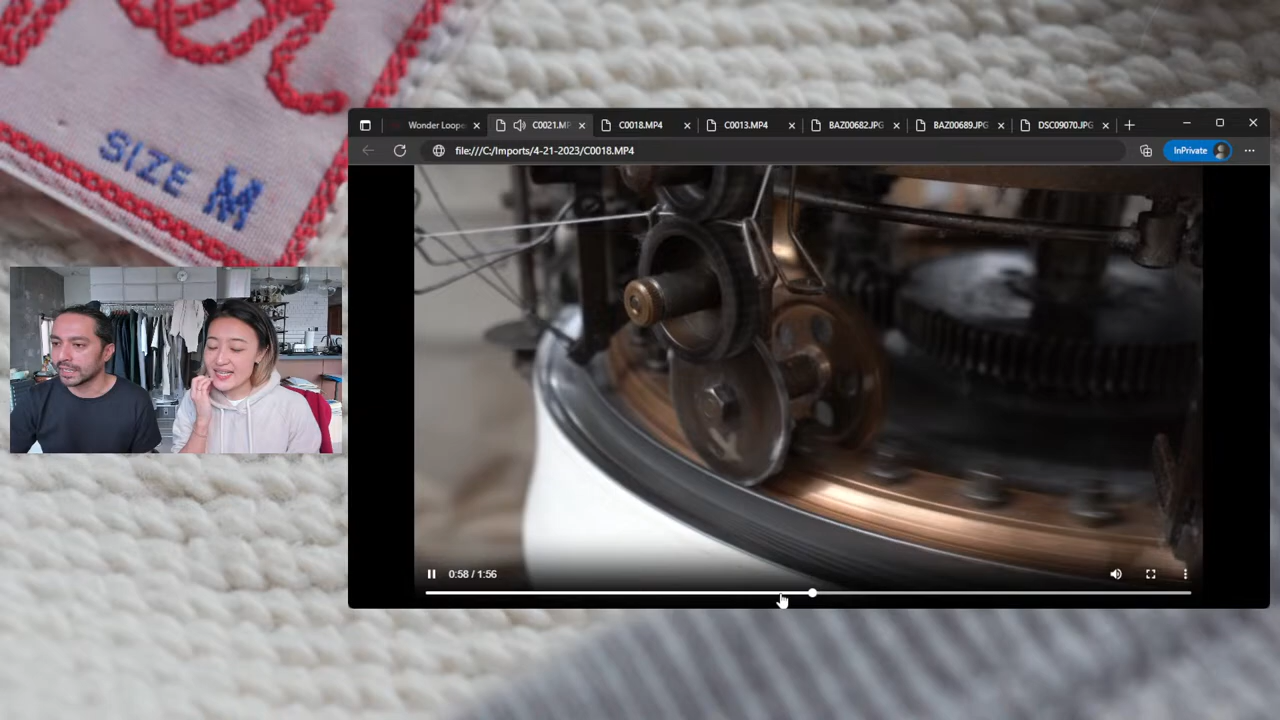 SIZE M
Wonder Loope
C0021.MP
C0018.MP4
C0013.MP4
BAZ00682.JPG
BAZ00689.JPG
DSC09070.JPG
file:///C:/Imports/4-21-2023/C0018.MP4
InPrivate
0:58 / 1:56